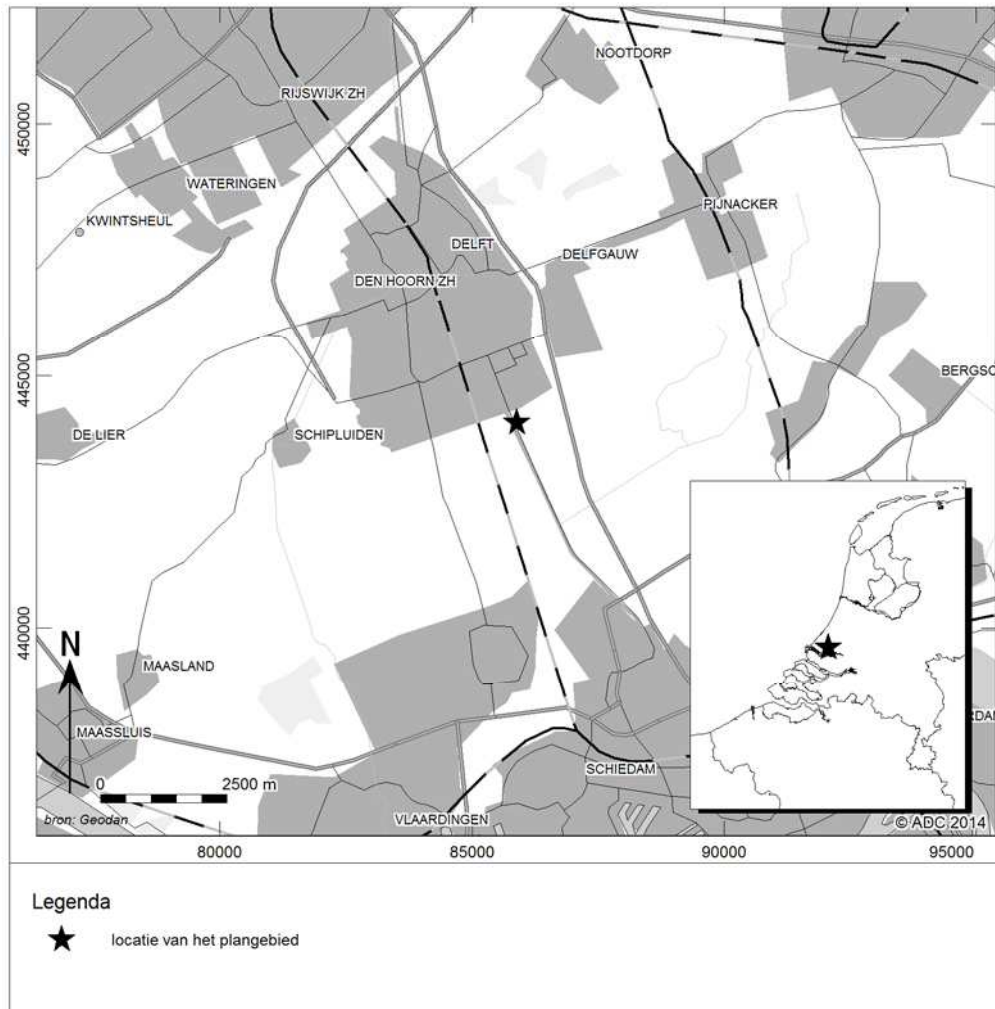 NOOTDORP
RIJSWIJK ZH
450000
WATERINGEN
KWINTSHEUL
PIJNACKER
DELFT
DELFGAUW
DEN HOORN ZH
445000
BERGSC
DE LIER
SCHIPLUIDEN
440000
N
MAASLAND
MAASSLUIS
RDAM
SCHIEDAM
0 2500 m
VLAARDINGEN
bron: Geodan
© ADC 2014
80000 85000 90000 95000
Legenda
locatie van het plangebied